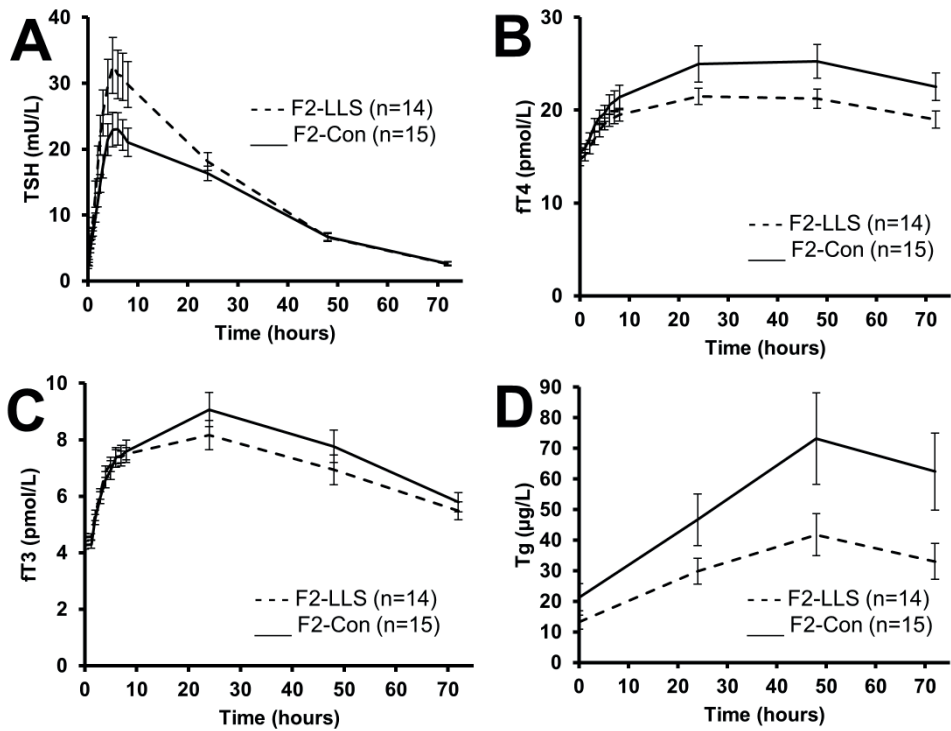 A
40
30
20
10
0
TSH (mU/L)
F2-LLS (n=14)
F2-Con (n=15)
0 10 20 30 40 50 60 70
Time (hours)
B
30
20
10
0
fT4 (pmol/L)
F2-LLS (n=14)
F2-Con (n=15)
0 10 20 30 40 50 60 70
Time (hours)
C
10
8
6
4
2
0
fT3 (pmol/L)
F2-LLS (n=14)
F2-Con (n=15)
0 10 20 30 40 50 60 70
Time (hours)
D
90
80
70
60
50
40
30
20
10
0
Tg (µg/L)
F2-LLS (n=14)
F2-Con (n=15)
0 10 20 30 40 50 60 70
Time (hours)